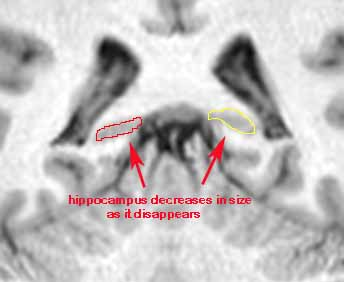 hippocampus decreases in size
as it disappears